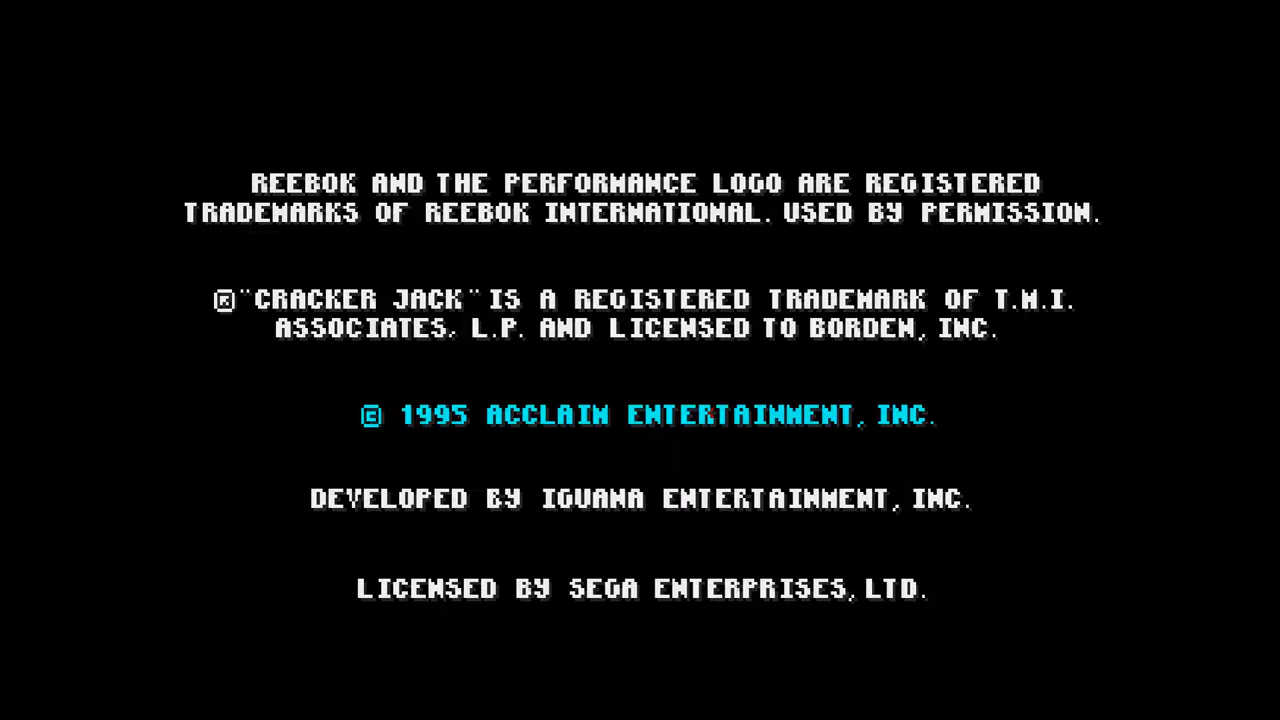 REEBOK AND THE PERFORMANCE LOGO ARE REGISTERED
TRADEMARKS OF REEBOK INTERNATIONAL. USED BY PERMISSION.
®"CRACKER JACK" IS A REGISTERED TRADEMARK OF T.M.I.
ASSOCIATES, L.P. AND LICENSED TO BORDEN, INC.
© 1995 ACCLAIM ENTERTAINMENT, INC.
DEVELOPED BY IGUANA ENTERTAINMENT, INC.
LICENSED BY SEGA ENTERPRISES, LTD.